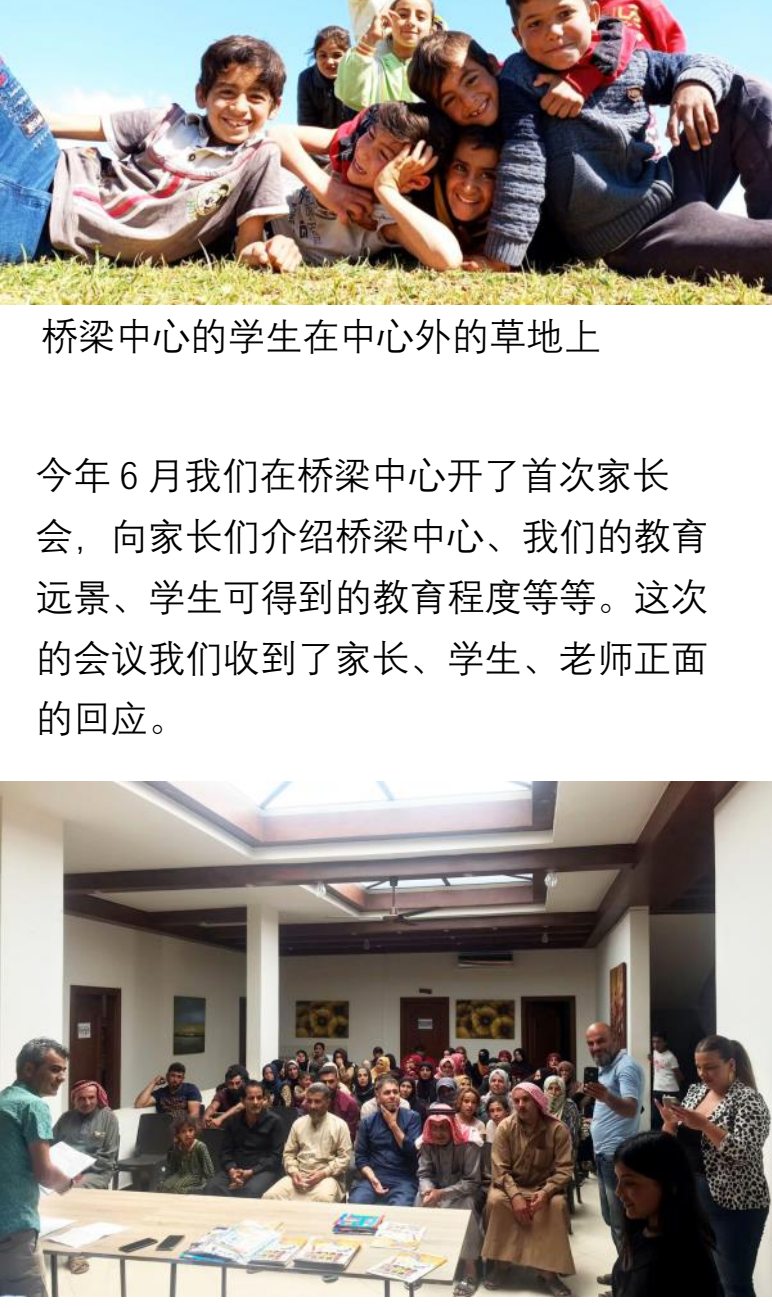 桥梁中心的学生在中心外的草地上
今年6月我们在桥梁中心开了首次家长
会，向家长们介绍桥梁中心、我们的教育
远景、学生可得到的教育程度等等。这次
的会议我们收到了家长、学生、老师正面
的回应。